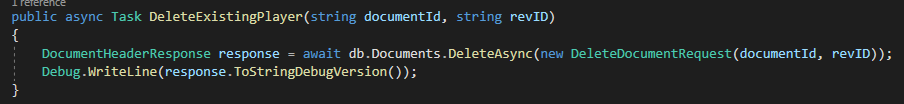 1 reference
public async Task DeleteExistingPlayer(string documentId, string revID)
{
DocumentHeaderResponse response = await db.Documents.DeleteAsync(new DeleteDocumentRequest(documentId, revID));
Debug.WriteLine(response.ToStringDebugVersion());
}